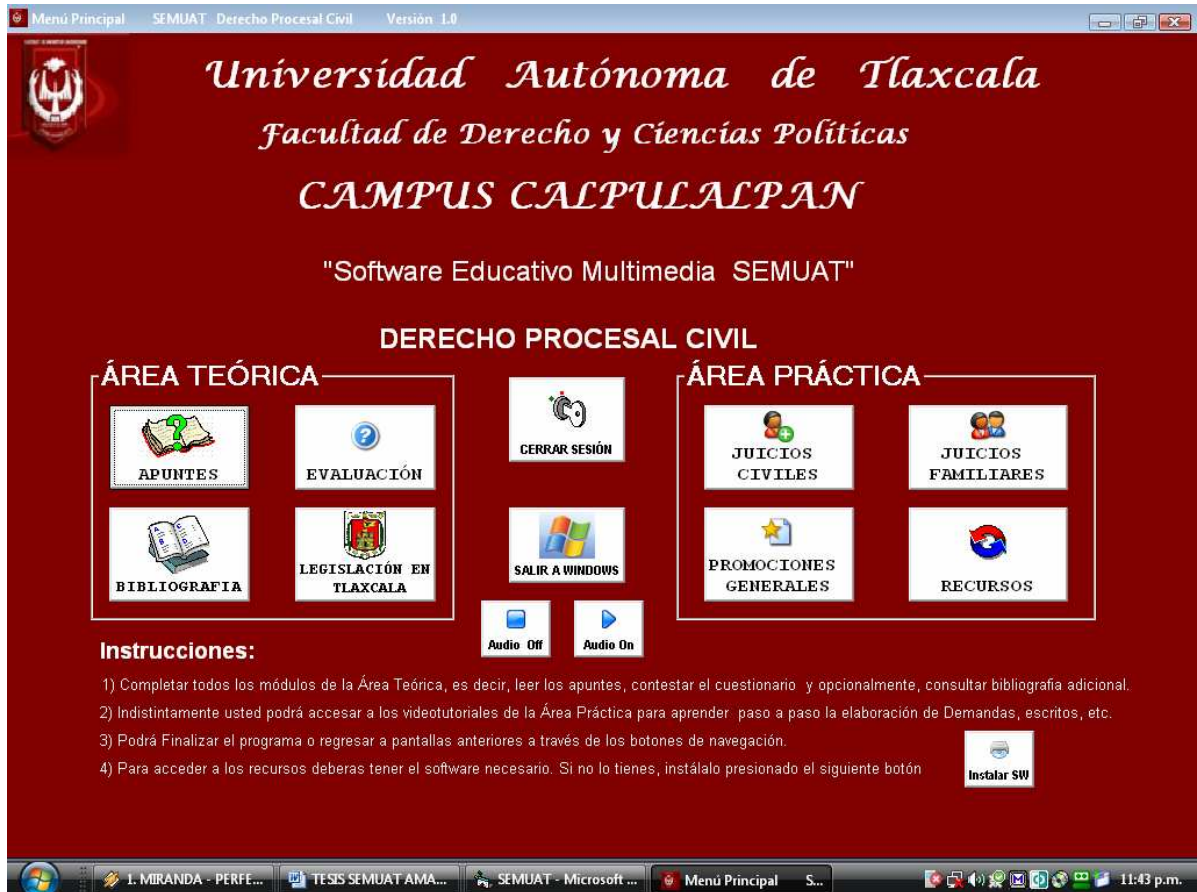 Menú Principal SEMUAT Derecho Procesal Civil Versión 1.0
Universidad Autónoma de Tlaxcala
Facultad de Derecho y Ciencias Políticas
CAMPUS CALPULALPAN
"Software Educativo Multimedia SEMUAT"
DERECHO PROCESAL CIVIL
ÁREA TEÓRICA
APUNTES
EVALUACIÓN
BIBLIOGRAFIA
LEGISLACIÓN EN
TLAXCALA
CERRAR SESIÓN
SALIR A WINDOWS
Audio Off
Audio On
ÁREA PRÁCTICA
JUICIOS
CIVILES
JUICIOS
FAMILIARES
PROMOCIONES
GENERALES
RECURSOS
Instrucciones:
1) Completar todos los módulos de la Área Teórica, es decir, leer los apuntes, contestar el cuestionario y opcionalmente, consultar bibliografia adicional.
2) Indistintamente usted podrá accesar a los videotutoriales de la Área Práctica para aprender paso a paso la elaboración de Demandas, escritos, etc.
3) Podrá Finalizar el programa o regresar a pantallas anteriores a través de los botones de navegación.
4) Para acceder a los recursos deberas tener el software necesario. Si no lo tienes, instálalo presionado el siguiente botón
Instalar SW
1. MIRANDA - PERFE...
TESIS SEMUAT AMA...
SEMUAT - Microsoft ...
Menú Principal S...
11:43 p.m.